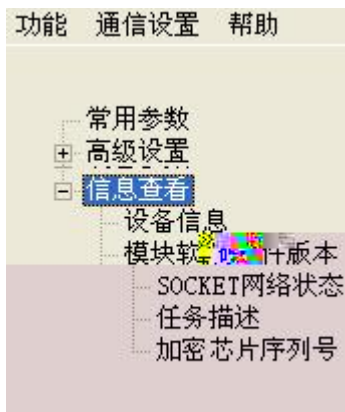 功能 通信设置 帮助
常用参数
高级设置
信息查看
设备信息
模块软 件版本
SOCKET网络状态
任务描述
加密芯片序列号